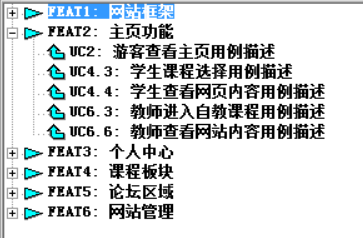 FEAT1: 网站框架
FEAT2: 主页功能
UC2: 游客查看主页用例描述
UC4.3: 学生课程选择用例描述
UC4.4: 学生查看网页内容用例描述
UC6.3: 教师进入自教课程用例描述
UC6.6: 教师查看网站内容用例描述
FEAT3: 个人中心
FEAT4: 课程板块
FEAT5: 论坛区域
FEAT6: 网站管理